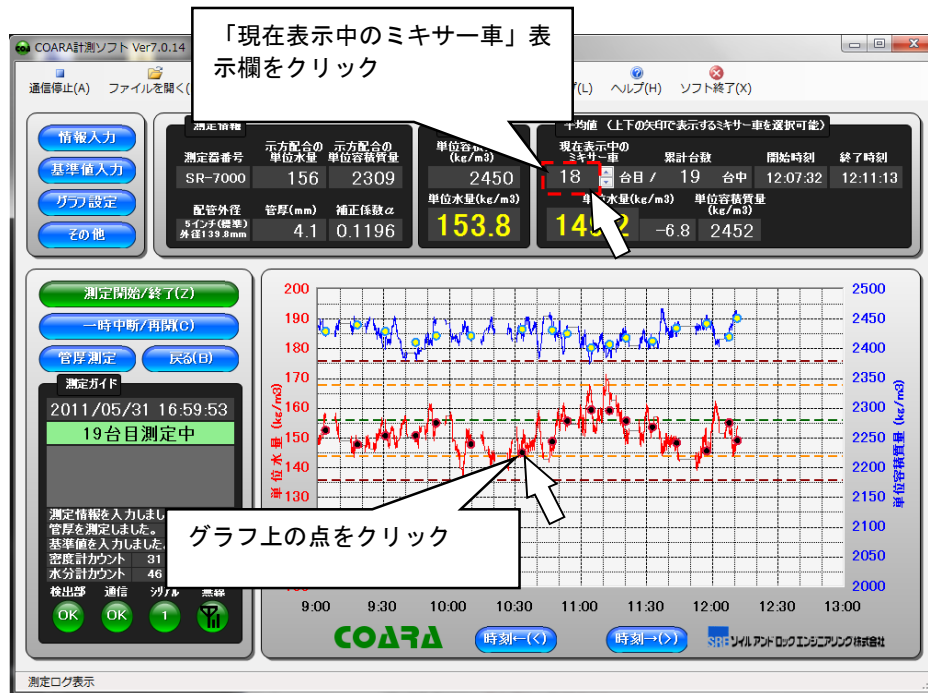 「現在表示中のミキサー車」表
示欄をクリック
COARA計測ソフト Ver7.0.14
通信停止(A) ファイルを開く( (L) ヘルプ(H) ソフト終了(X)
情報入力
基準値入力
グラフ設定
その他
測定情報
測定器番号 示方配合の単位水量 示方配合の単位容積質量
SR-7000 156 2309
配管外径 管厚(mm) 補正係数α
5インチ(標準)
外径139.8mm 4.1 0.1196
(kg/m3)
2450
単位水量(kg/m3)
153.8
平均値 (上下の矢印で表示するミキサー車を選択可能)
現在表示中の
ミキサー車 累計台数 開始時刻 終了時刻
18 台目 / 19 台中 12:07:32 12:11:13
単位水量(kg/m3) 単位容積質量
(kg/m3)
-6.8 2452
測定開始/終了(Z)
一時中断/再開(C)
管厚測定 戻る(B)
測定ガイド
2011/05/31 16:59:53
19台目測定中
測定情報を入力しまし
管厚を測定しました。
基準値を入力しました
密度計カウント 31
水分計カウント 46
検出部 通信 シリアル 無線
OK OK 1
200
190
180
170
160
150
140
130
単位水量 (kg/m3)
2500
2450
2400
2350
2300
2250
2200
2150
2100
2050
2000
単位容積質量 (kg/m3)
グラフ上の点をクリック
9:00 9:30 10:00 10:30 11:00 11:30 12:00 12:30 13:00
COARA 時刻←(<) 時刻→(>) SRE ソイル アンド ロック エンジニアリング 株式会社
測定ログ表示